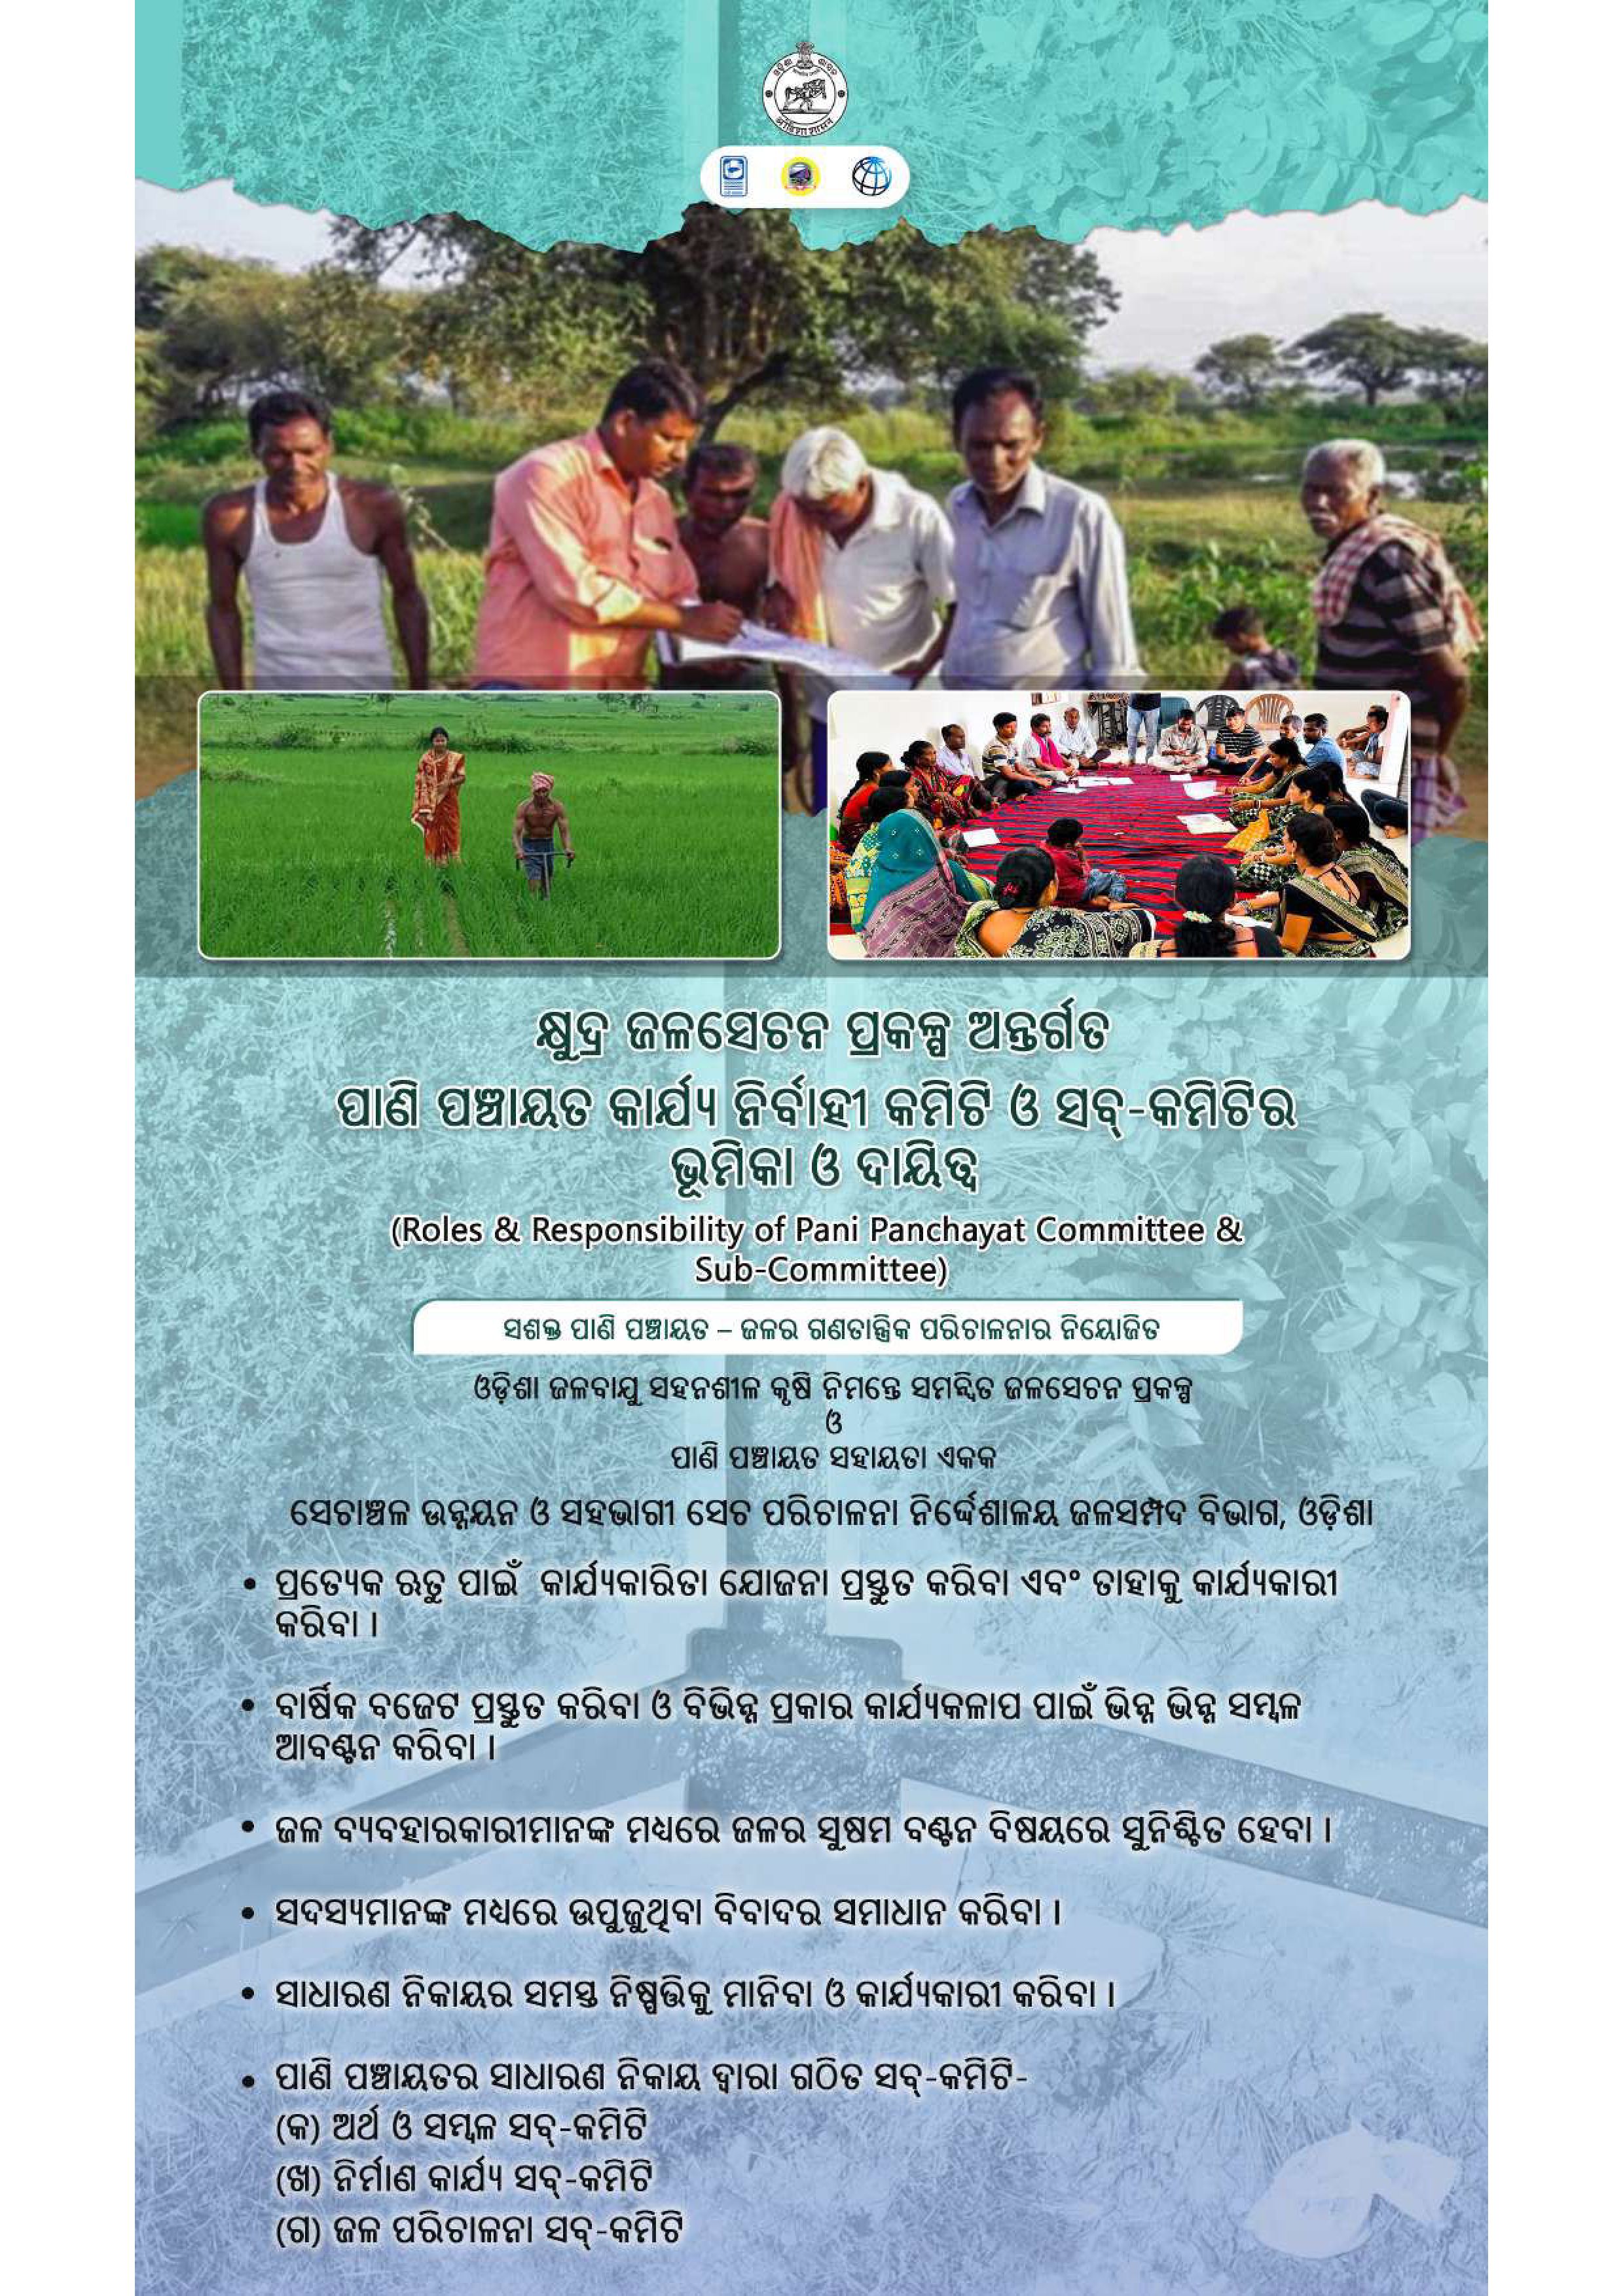 କ୍ଷୁଦ୍ର ଜଳସେଚନ ପ୍ରକଳ୍ପ ଅନ୍ତର୍ଗତ
ପାଣି ପଞ୍ଚାୟତ କାର୍ଯ୍ୟ ନିର୍ବାହୀ କମିଟି ଓ ସବ୍-କମିଟିର
ଭୂମିକା ଓ ଦାୟିତ୍ୱ
(Roles & Responsibility of Pani Panchayat Committee &
Sub-Committee)
ସଶକ୍ତ ପାଣି ପଞ୍ଚାୟତ – ଜଳର ଗଣତାନ୍ତ୍ରିକ ପରିଚାଳନାର ନିୟୋଜିତ
ଓଡ଼ିଶା ଜଳବାଯୁ ସହନଶୀଳ କୃଷି ନିମନ୍ତେ ସମନ୍ଵିତ ଜଳସେଚନ ପ୍ରକଳ୍ପ
ଓ
ପାଣି ପଞ୍ଚାୟତ ସହାୟତା ଏକକ
ସେଚାଞ୍ଚଳ ଉନ୍ନୟନ ଓ ସହଭାଗୀ ସେଚ ପରିଚାଳନା ନିର୍ଦ୍ଦେଶାଳୟ ଜଳସମ୍ପଦ ବିଭାଗ, ଓଡ଼ିଶା
• ପ୍ରତ୍ୟେକ ଋତୁ ପାଇଁ କାର୍ଯ୍ୟକାରିତା ଯୋଜନା ପ୍ରସ୍ତୁତ କରିବା ଏବଂ ତାହାକୁ କାର୍ଯ୍ୟକାରୀ
କରିବା ।
• ବାର୍ଷିକ ବଜେଟ ପ୍ରସ୍ତୁତ କରିବା ଓ ବିଭିନ୍ନ ପ୍ରକାର କାର୍ଯ୍ୟକଳାପ ପାଇଁ ଭିନ୍ନ ଭିନ୍ନ ସମ୍ବଳ
ଆବଣ୍ଟନ କରିବା ।
• ଜଳ ବ୍ୟବହାରକାରୀମାନଙ୍କ ମଧ୍ୟରେ ଜଳର ସୁଷମ ବଣ୍ଟନ ବିଷୟରେ ସୁନିଶ୍ଚିତ ହେବା ।
• ସଦସ୍ୟମାନଙ୍କ ମଧ୍ୟରେ ଉପୁଜୁଥିବା ବିବାଦର ସମାଧାନ କରିବା ।
• ସାଧାରଣ ନିକାୟର ସମସ୍ତ ନିଷ୍ପତ୍ତିକୁ ମାନିବା ଓ କାର୍ଯ୍ୟକାରୀ କରିବା ।
• ପାଣି ପଞ୍ଚାୟତର ସାଧାରଣ ନିକାୟ ଦ୍ୱାରା ଗଠିତ ସବ୍-କମିଟି-
(କ) ଅର୍ଥ ଓ ସମ୍ବଳ ସବ୍-କମିଟି
(ଖ) ନିର୍ମାଣ କାର୍ଯ୍ୟ ସବ୍-କମିଟି
(ଗ) ଜଳ ପରିଚାଳନା ସବ୍-କମିଟି